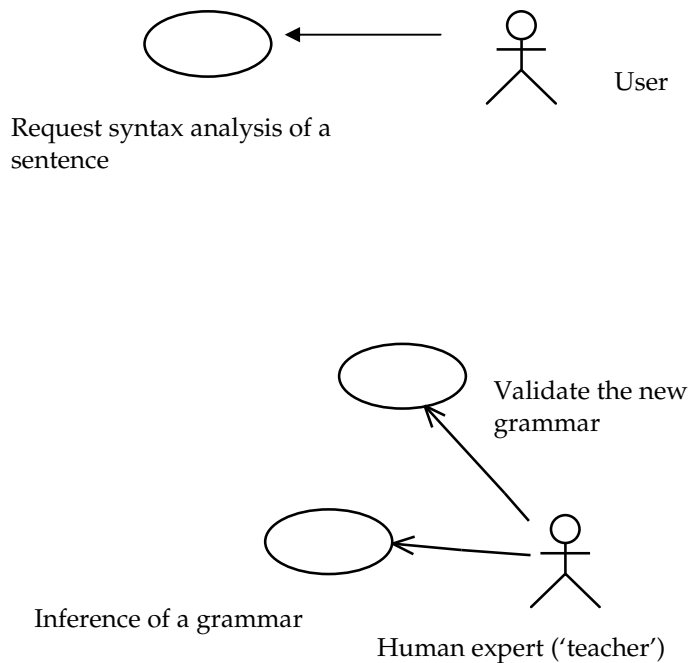 User
Request syntax analysis of a
sentence
Validate the new
grammar
Inference of a grammar
Human expert (‘teacher’)